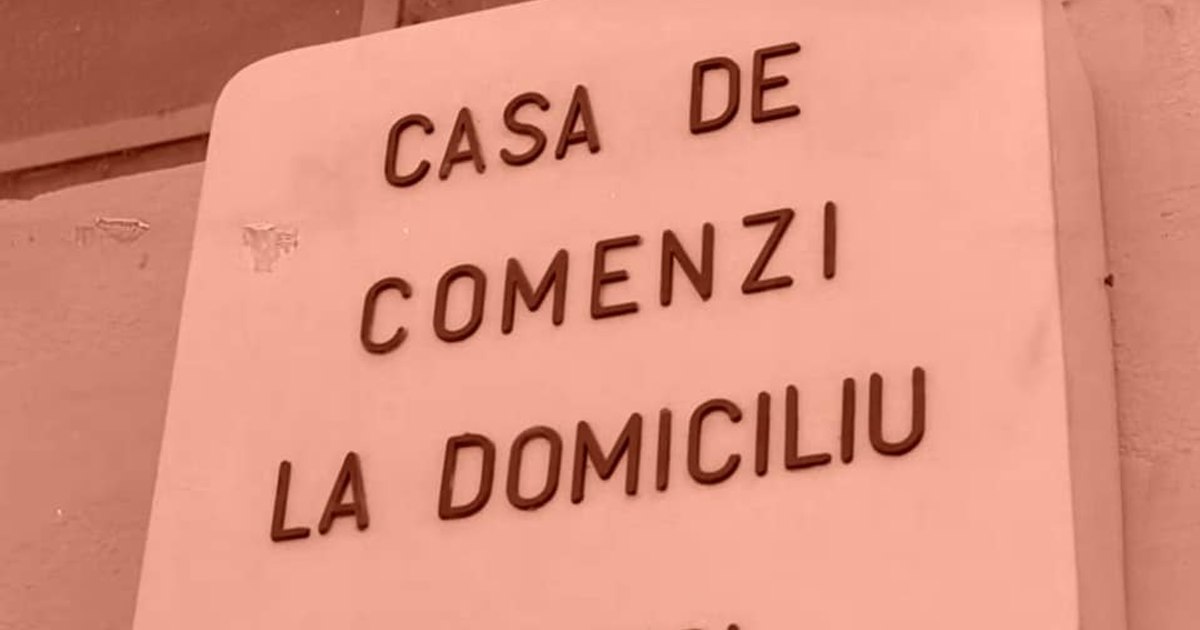 CASA DE
COMENZI
LA DOMICILIU